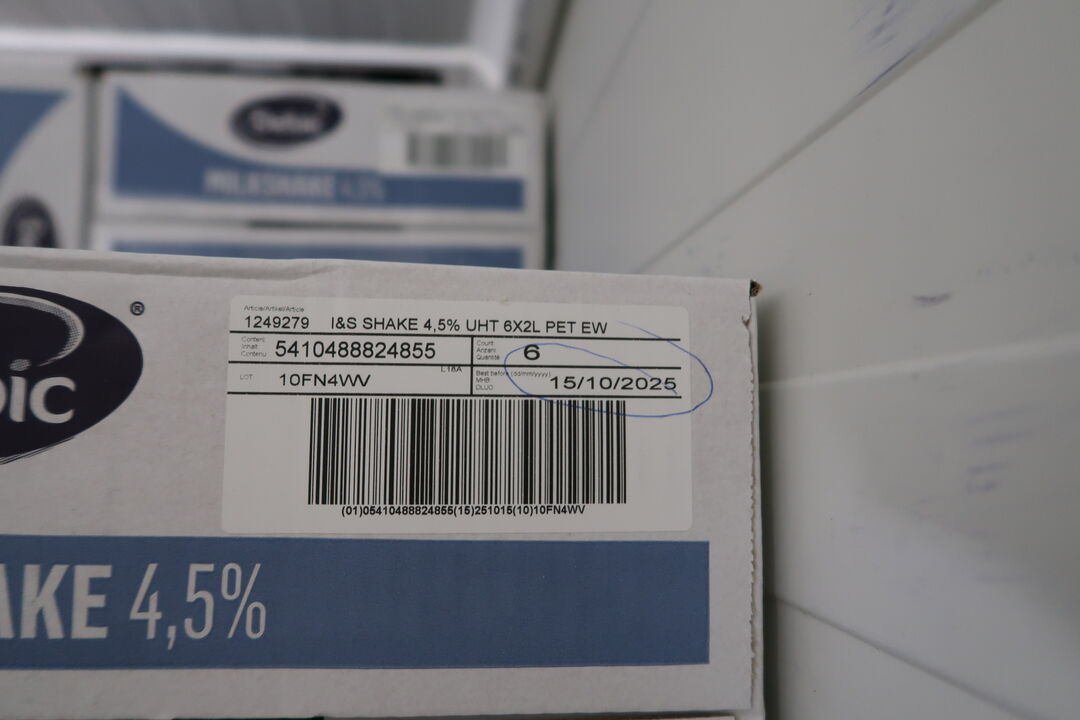 MILKSHAKE 4,5%
®
Article/Artikel/Article
1249279 I&S SHAKE 4,5% UHT 6X2L PET EW
Content
Inhalt
Contenu
5410488824855
Count
Anzahl
Quantité
6
LOT 10FN4WV L18A
Best before (dd/mm/yyyy)
MHB
DLUO
15/10/2025
(01)05410488824855(15)251015(10)10FN4WV
DIC
AKE 4,5%